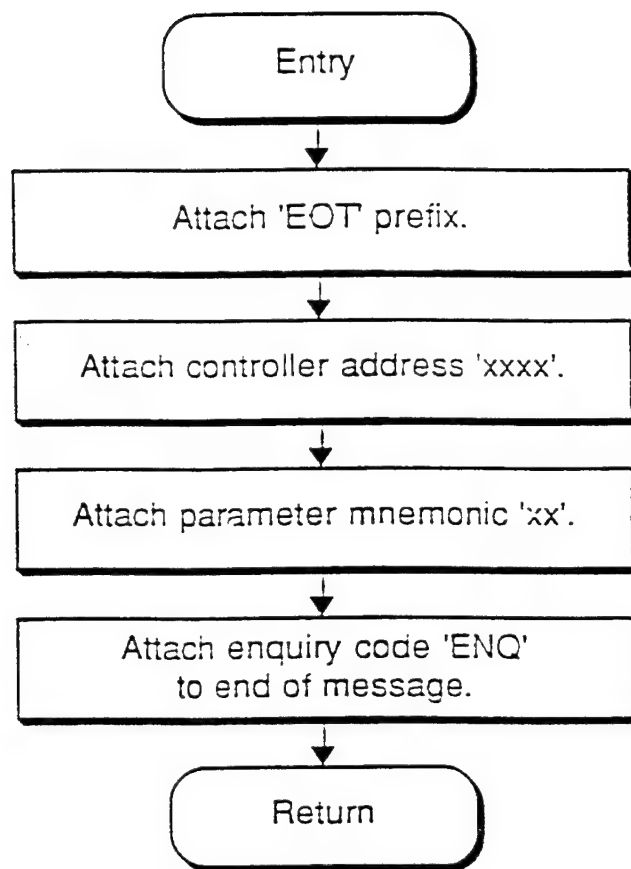 Entry
Attach 'EOT' prefix.
Attach controller address 'xxxx'.
Attach parameter mnemonic 'xx'.
Attach enquiry code 'ENQ'
to end of message.
Return